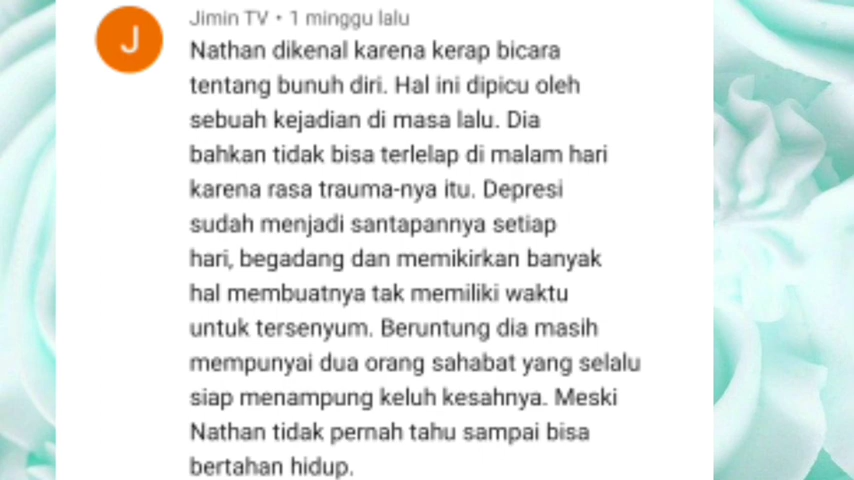 J
Jimin TV • 1 minggu lalu
Nathan dikenal karena kerap bicara
tentang bunuh diri. Hal ini dipicu oleh
sebuah kejadian di masa lalu. Dia
bahkan tidak bisa terlelap di malam hari
karena rasa trauma-nya itu. Depresi
sudah menjadi santapannya setiap
hari, begadang dan memikirkan banyak
hal membuatnya tak memiliki waktu
untuk tersenyum. Beruntung dia masih
mempunyai dua orang sahabat yang selalu
siap menampung keluh kesahnya. Meski
Nathan tidak pernah tahu sampai bisa
bertahan hidup.